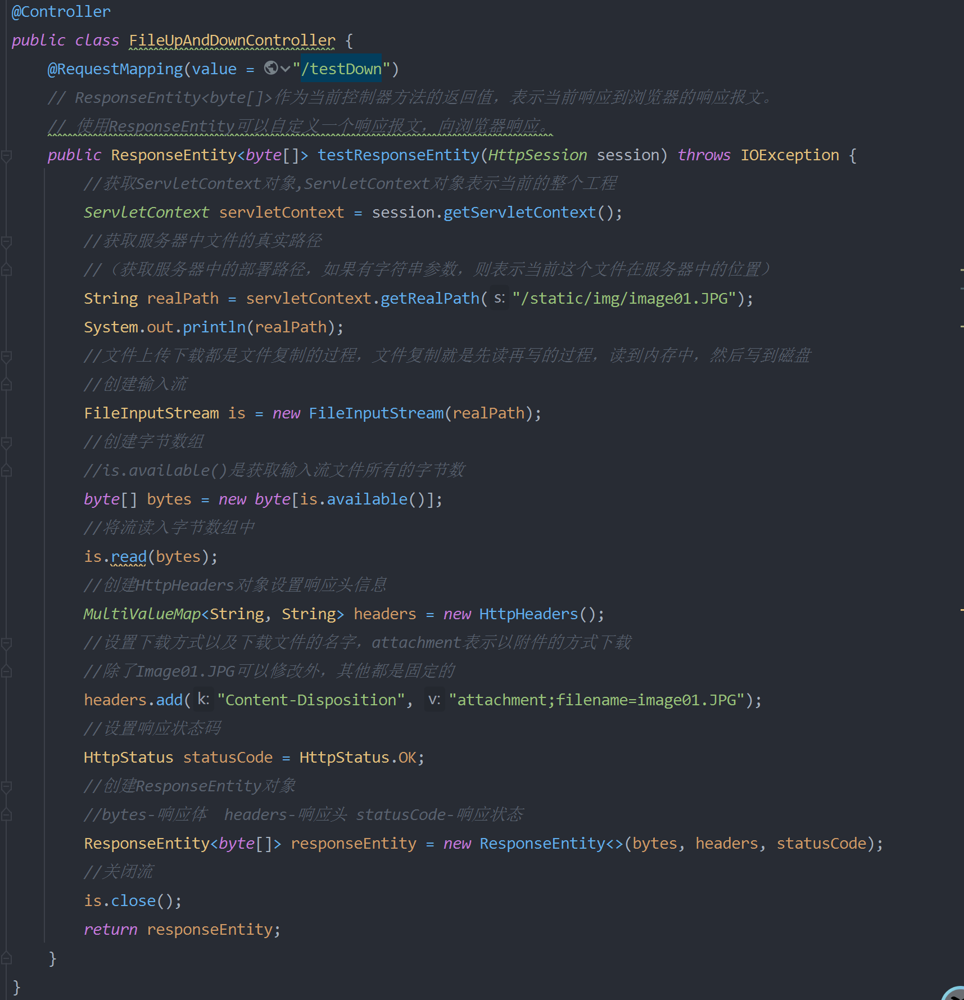 @Controller
public class FileUpAndDownController {
@RequestMapping(value = "/testDown")
// ResponseEntity<byte[]>作为当前控制器方法的返回值，表示当前响应到浏览器的响应报文。
// 使用ResponseEntity可以自定义一个响应报文，向浏览器响应。
public ResponseEntity<byte[]> testResponseEntity(HttpSession session) throws IOException {
//获取ServletContext对象,ServletContext对象表示当前的整个工程
ServletContext servletContext = session.getServletContext();
//获取服务器中文件的真实路径
//（获取服务器中的部署路径，如果有字符串参数，则表示当前这个文件在服务器中的位置）
String realPath = servletContext.getRealPath( s: "/static/img/image01.JPG");
System.out.println(realPath);
//文件上传下载都是文件复制的过程，文件复制就是先读再写的过程，读到内存中，然后写到磁盘
//创建输入流
FileInputStream is = new FileInputStream(realPath);
//创建字节数组
//is.available()是获取输入流文件所有的字节数
byte[] bytes = new byte[is.available()];
//将流读入字节数组中
is.read(bytes);
//创建HttpHeaders对象设置响应头信息
MultiValueMap<String, String> headers = new HttpHeaders();
//设置下载方式以及下载文件的名字，attachment表示以附件的方式下载
//除了Image01.JPG可以修改外，其他都是固定的
headers.add( k: "Content-Disposition", v: "attachment;filename=image01.JPG");
//设置响应状态码
HttpStatus statusCode = HttpStatus.OK;
//创建ResponseEntity对象
//bytes-响应体  headers-响应头 statusCode-响应状态
ResponseEntity<byte[]> responseEntity = new ResponseEntity<>(bytes, headers, statusCode);
//关闭流
is.close();
return responseEntity;
}
}